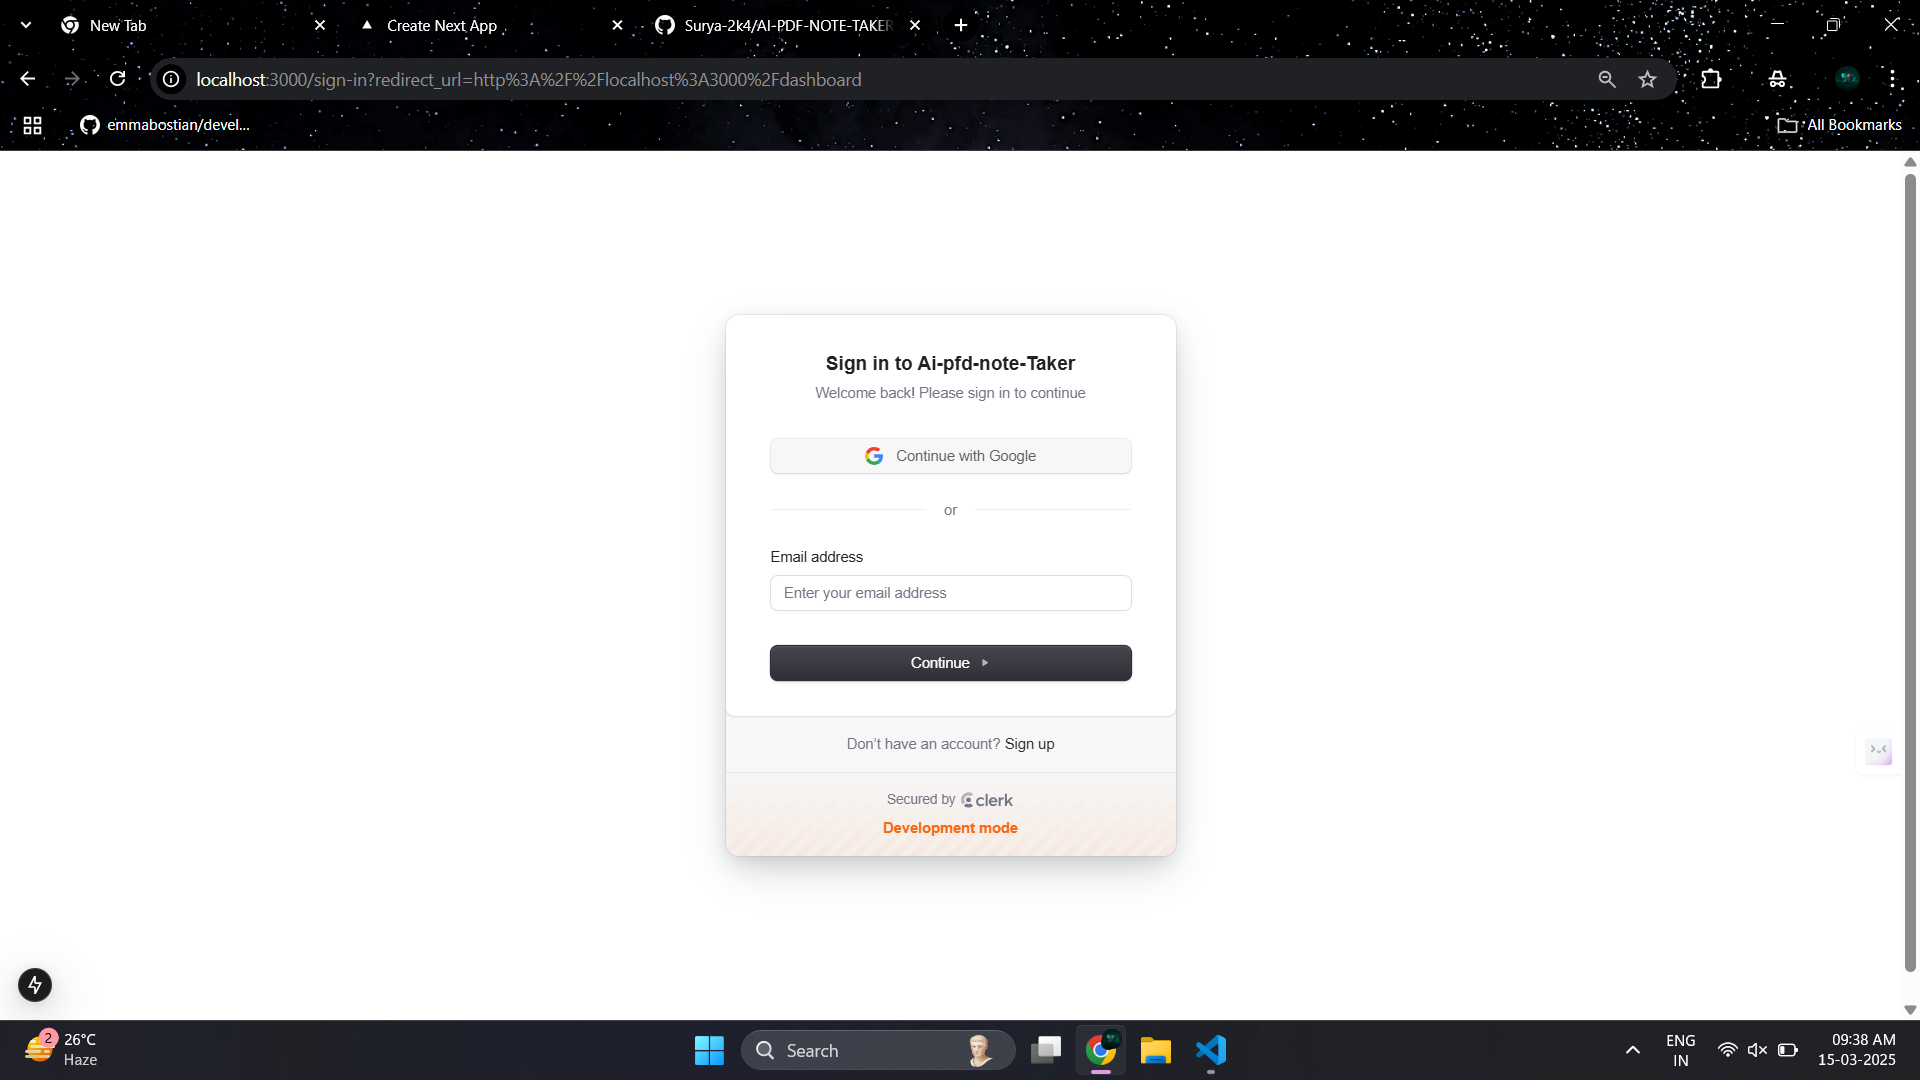 New Tab
Create Next App
Surya-2k4/AI-PDF-NOTE-TAKER
localhost:3000/sign-in?redirect_url=http%3A%2F%2Flocalhost%3A3000%2Fdashboard
emmabostian/devel...
All Bookmarks
Sign in to Ai-pfd-note-Taker
Welcome back! Please sign in to continue
Continue with Google
or
Email address
Enter your email address
Continue
Don't have an account? Sign up
Secured by clerk
Development mode
2
26°C
Haze
Search
ENG
IN
09:38 AM
15-03-2025